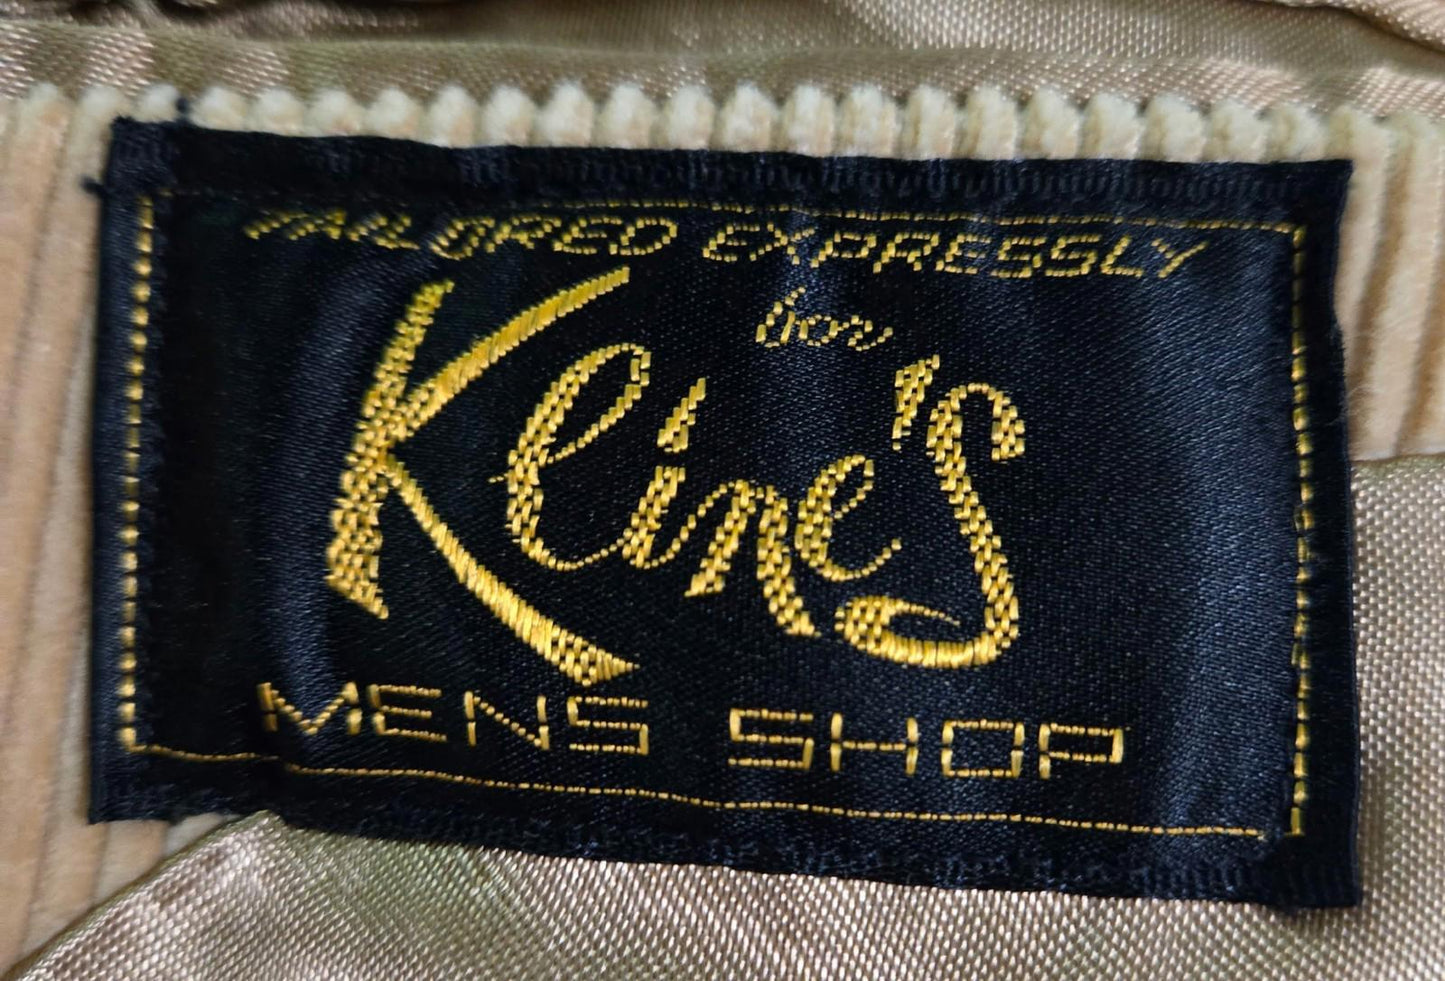 TAILORED EXPRESSLY
for
Kline's
MENS SHOP